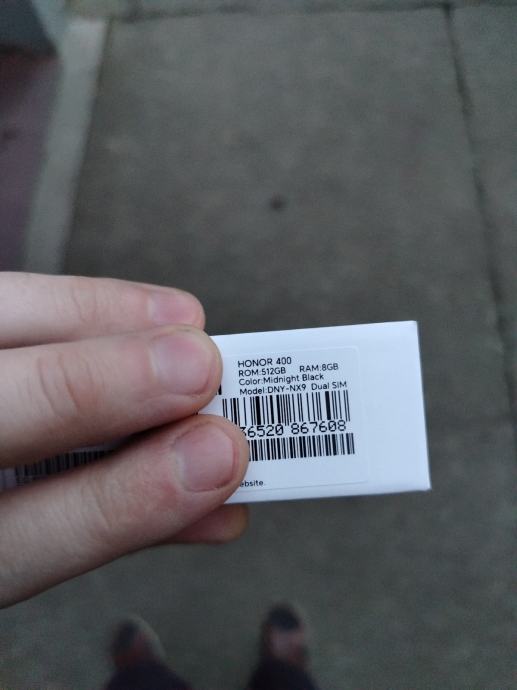 HONOR 400
ROM:512GB RAM:8GB
Color:Midnight Black
Model:DNY-NX9 Dual SIM
36520 867608
ebsite.